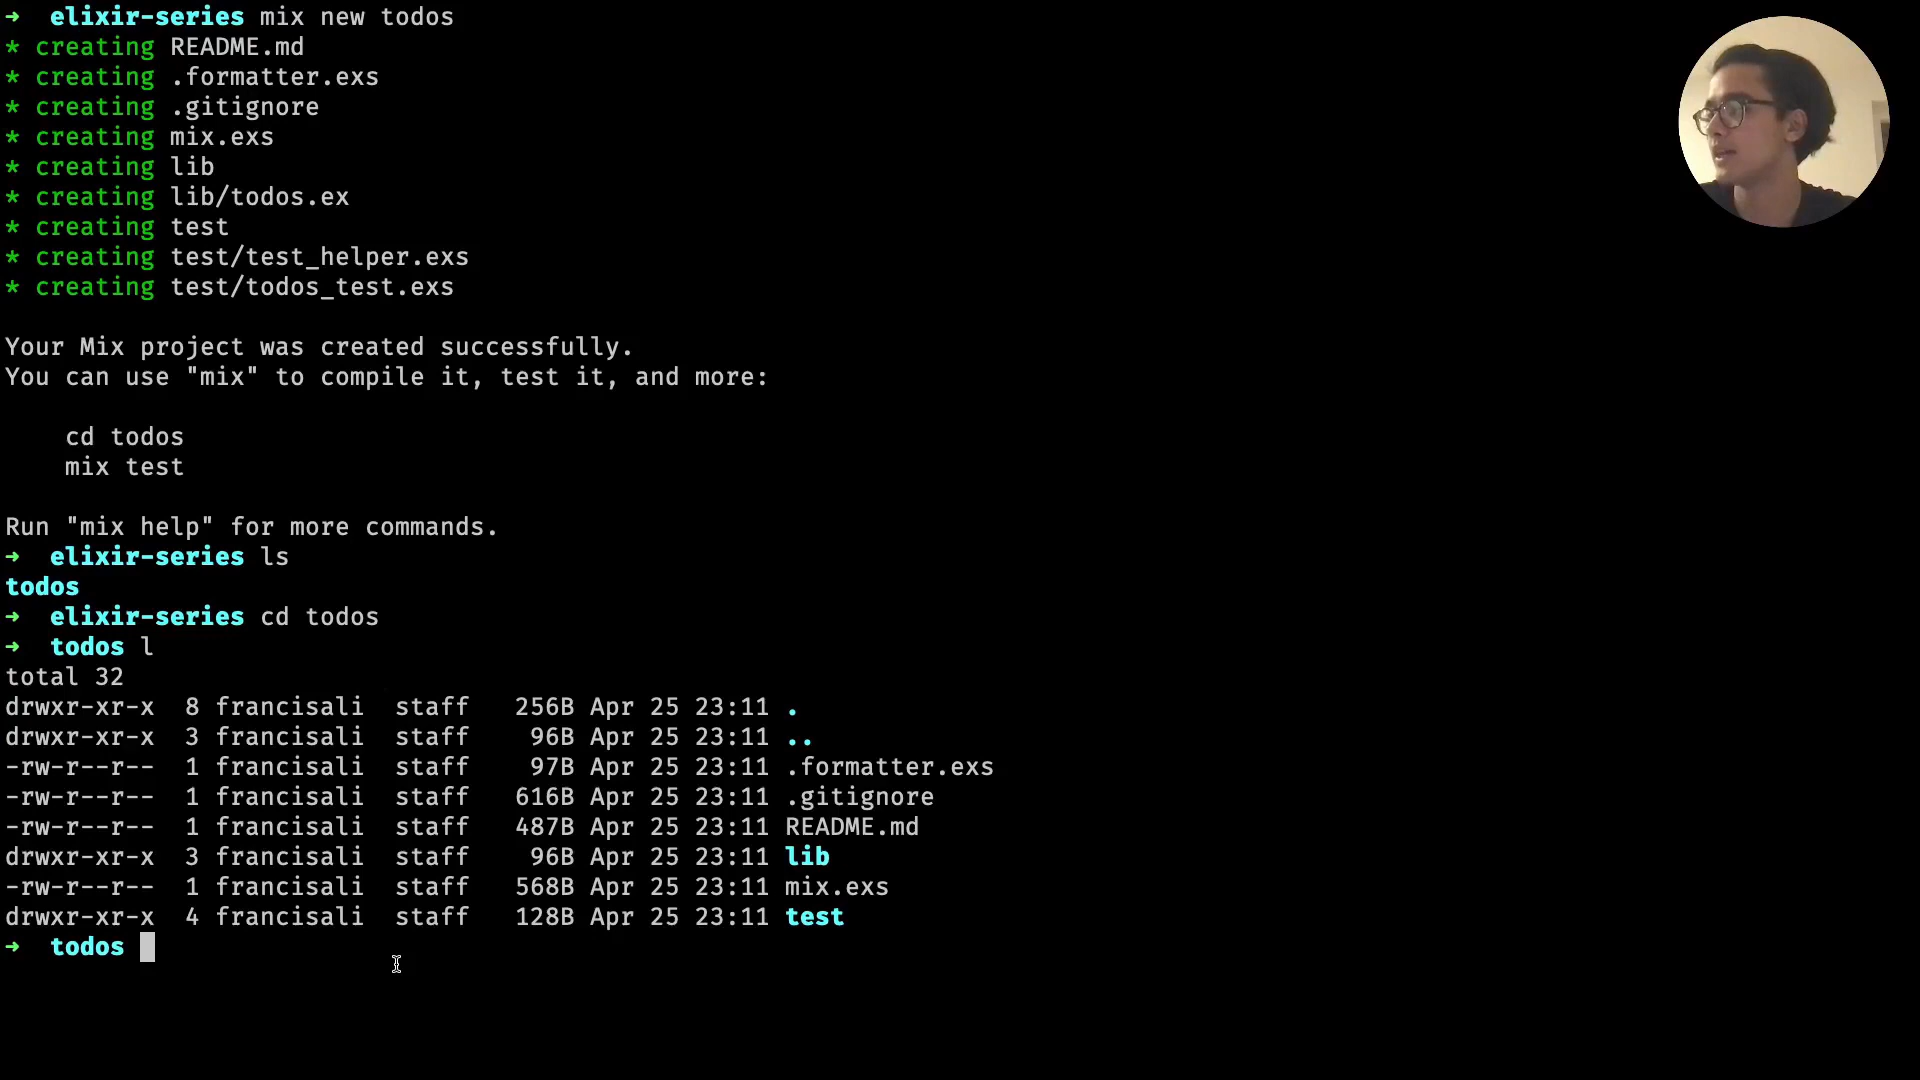 → elixir-series mix new todos
* creating README.md
* creating .formatter.exs
* creating .gitignore
* creating mix.exs
* creating lib
* creating lib/todos.ex
* creating test
* creating test/test_helper.exs
* creating test/todos_test.exs
Your Mix project was created successfully.
You can use "mix" to compile it, test it, and more:
cd todos
mix test
Run "mix help" for more commands.
→ elixir-series ls
todos
→ elixir-series cd todos
→ todos l
total 32
drwxr-xr-x 8 francisali staff 256B Apr 25 23:11 .
drwxr-xr-x 3 francisali staff 96B Apr 25 23:11 ..
-rw-r--r-- 1 francisali staff 97B Apr 25 23:11 .formatter.exs
-rw-r--r-- 1 francisali staff 616B Apr 25 23:11 .gitignore
-rw-r--r-- 1 francisali staff 487B Apr 25 23:11 README.md
drwxr-xr-x 3 francisali staff 96B Apr 25 23:11 lib
-rw-r--r-- 1 francisali staff 568B Apr 25 23:11 mix.exs
drwxr-xr-x 4 francisali staff 128B Apr 25 23:11 test
→ todos